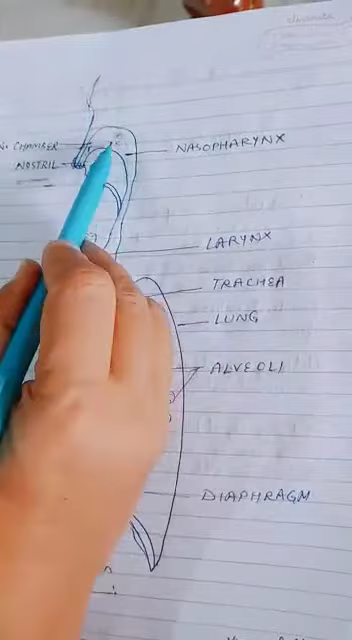 CHAMBER
NASOPHARYNX
NOSTRIL
LARYNX
TRACHEA
LUNG
ALVEOLI
DIAPHRAGM